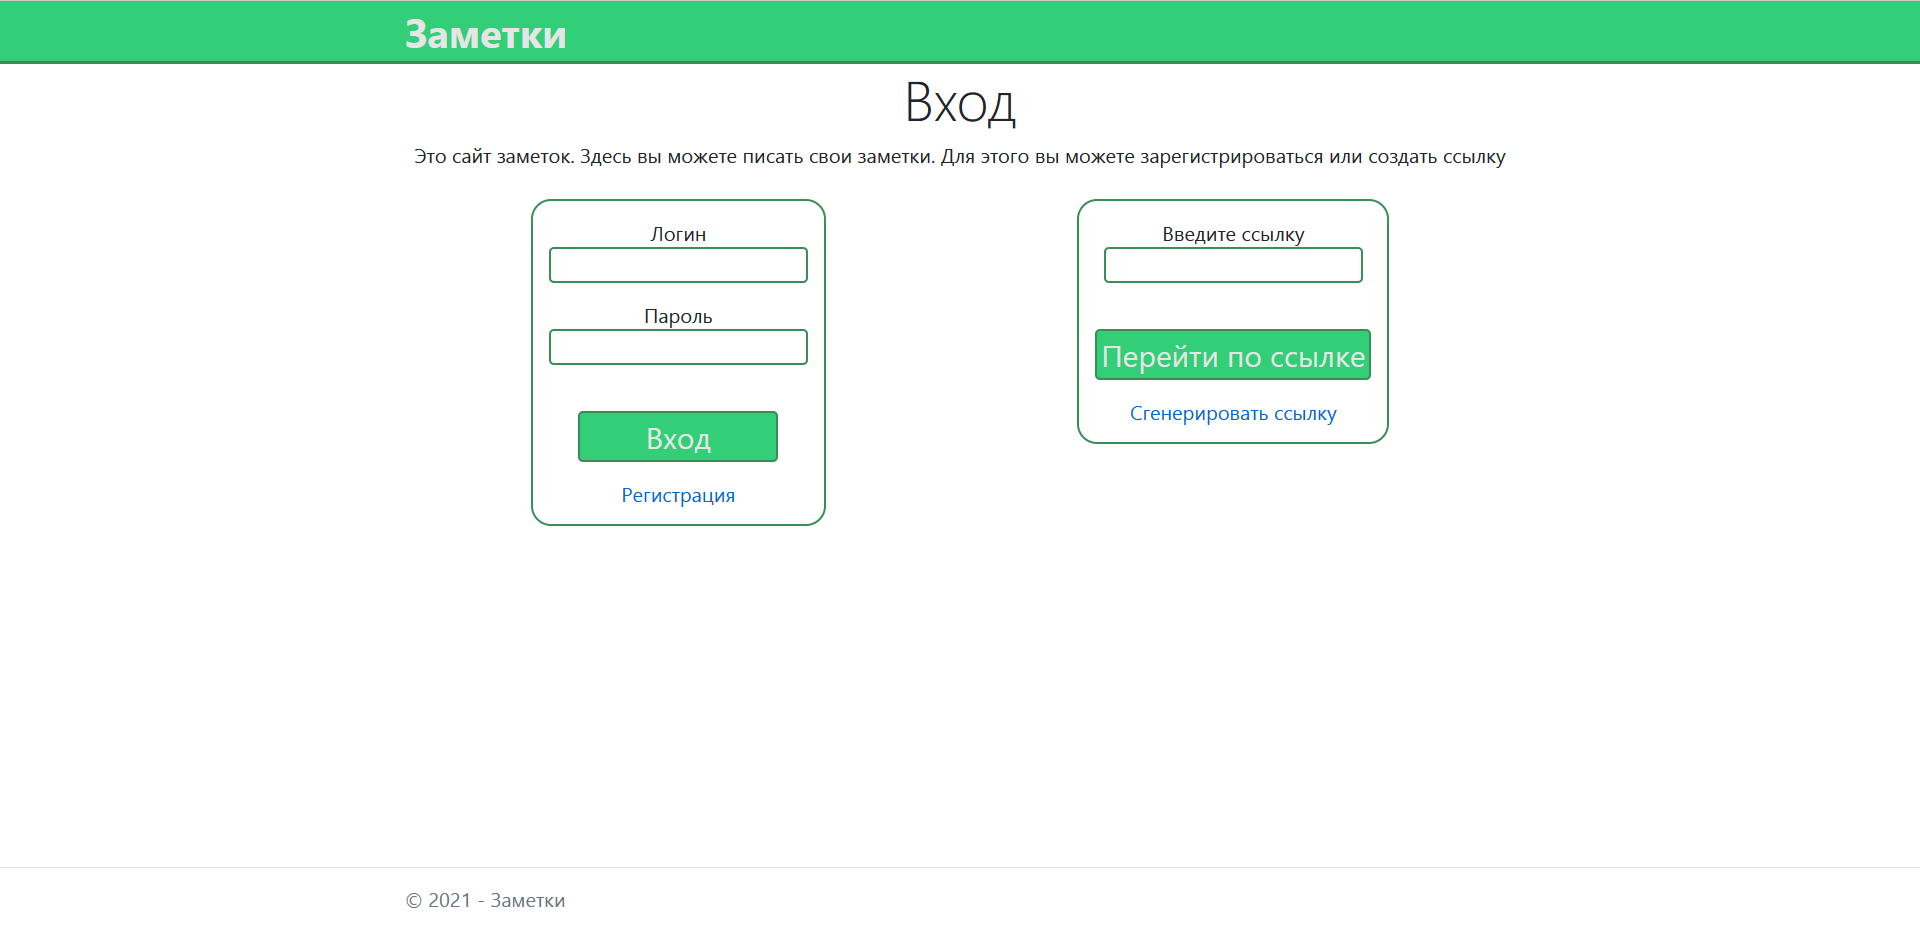 Заметки
Вход
Это сайт заметок. Здесь вы можете писать свои заметки. Для этого вы можете зарегистрироваться или создать ссылку
Логин
Пароль
Вход
Регистрация
Введите ссылку
Перейти по ссылке
Сгенерировать ссылку
© 2021 - Заметки